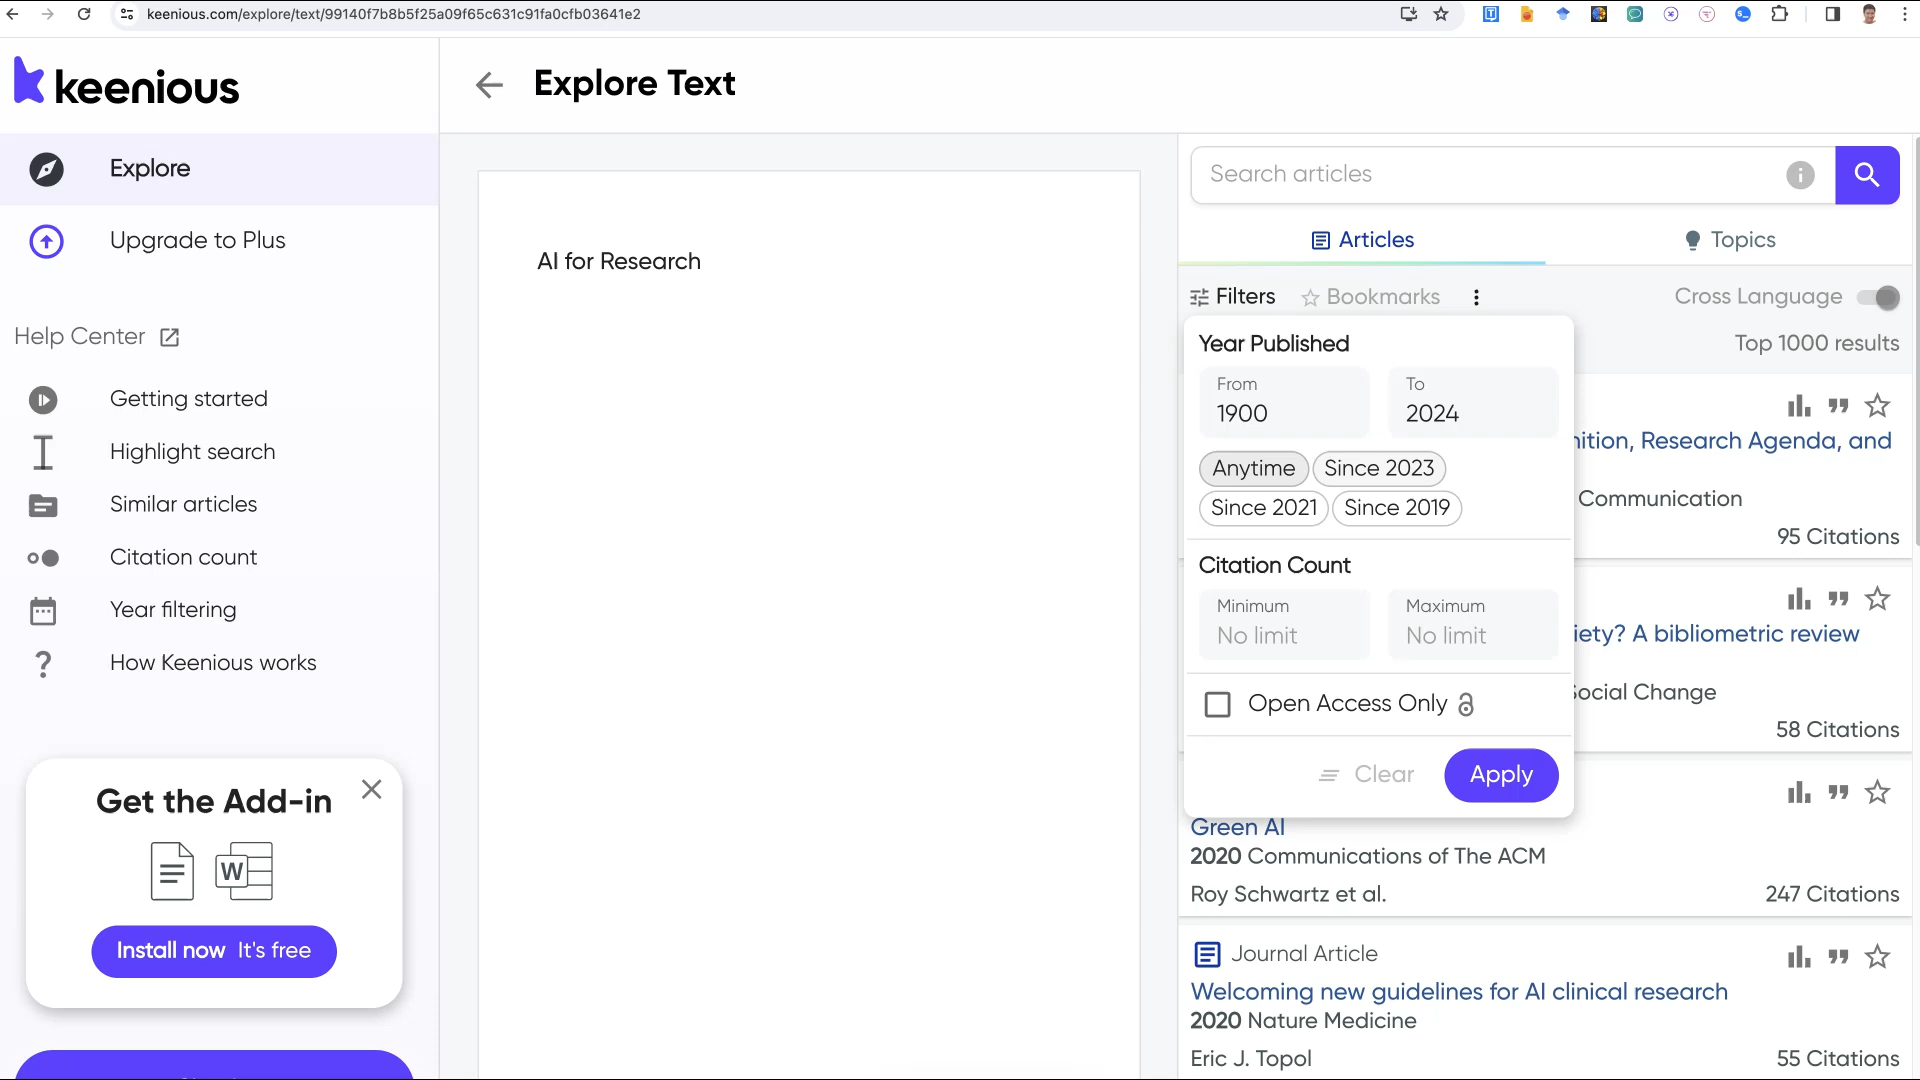 keenious.com/explore/text/99140f7b8b5f25a09f65c631c91fa0cfb03641e2
keenious
Explore
Upgrade to Plus
Help Center
Getting started
Highlight search
Similar articles
Citation count
Year filtering
How Keenious works
Get the Add-in
W
Install now It's free
Explore Text
AI for Research
Search articles
Articles
Topics
Filters
Bookmarks
Cross Language
Top 1000 results
Year Published
From
1900
To
2024
Anytime
Since 2023
Since 2021
Since 2019
Citation Count
Minimum
No limit
Maximum
No limit
Open Access Only
Clear
Apply
nition, Research Agenda, and
Communication
95 Citations
iety? A bibliometric review
Social Change
58 Citations
Green AI
2020 Communications of The ACM
Roy Schwartz et al.
247 Citations
Journal Article
Welcoming new guidelines for AI clinical research
2020 Nature Medicine
Eric J. Topol
55 Citations